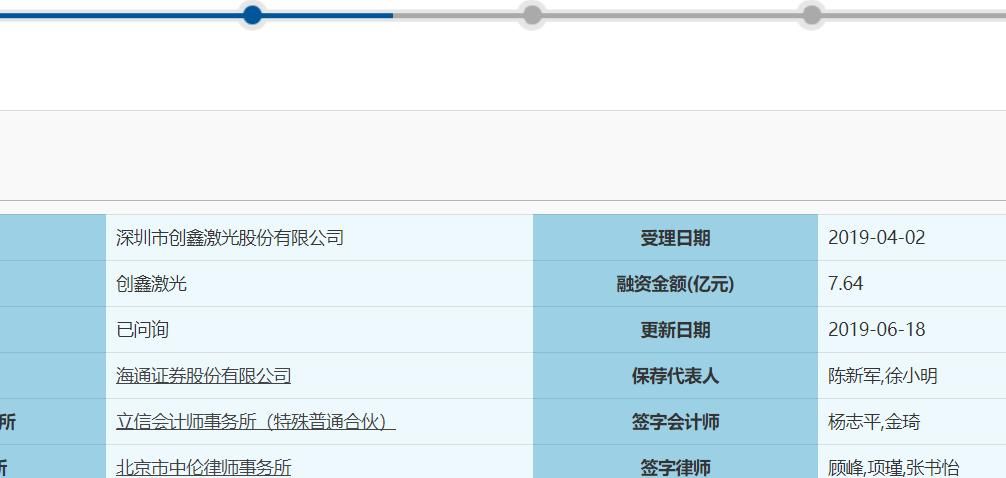 深圳市创鑫激光股份有限公司 受理日期 2019-04-02
创鑫激光 融资金额(亿元) 7.64
已问询 更新日期 2019-06-18
海通证券股份有限公司 保荐代表人 陈新军,徐小明
所 立信会计师事务所（特殊普通合伙） 签字会计师 杨志平,金琦
所 北京市中伦律师事务所 签字律师 顾峰,项瑾,张书怡